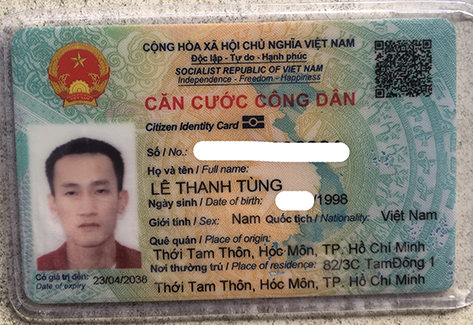 CỘNG HÒA XÃ HỘI CHỦ NGHĨA VIỆT NAM
Độc lập - Tự do - Hạnh phúc
SOCIALIST REPUBLIC OF VIET NAM
Independence - Freedom - Happiness
CĂN CƯỚC CÔNG DÂN
Citizen Identity Card
Số / No.:
Họ và tên / Full name:
LÊ THANH TÙNG
Ngày sinh / Date of birth: /1998
Giới tính / Sex: Nam Quốc tịch / Nationality: Việt Nam
Quê quán / Place of origin:
Thới Tam Thôn, Hóc Môn, TP. Hồ Chí Minh
Nơi thường trú / Place of residence: 82/3C TamĐông 1
Thới Tam Thôn, Hóc Môn, TP. Hồ Chí Minh
Có giá trị đến: 23/04/2038
Date of expiry